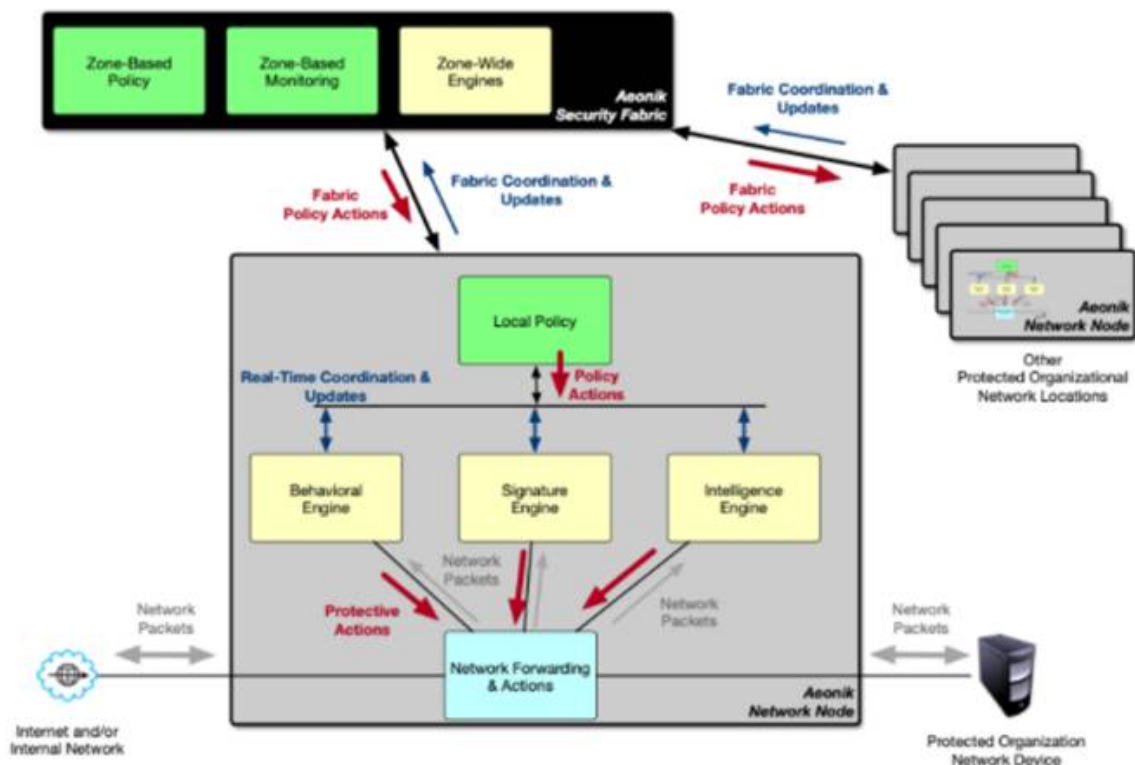 Zone-Based
Policy
Zone-Based
Monitoring
Zone-Wide
Engines
Aeonik
Security Fabric
Fabric Coordination &
Updates
Fabric
Policy Actions
Fabric Coordination &
Updates
Fabric
Policy Actions
Aeonik
Network Node
Other
Protected Organizational
Network Locations
Local Policy
Real-Time Coordination &
Updates
Policy
Actions
Behavioral
Engine
Signature
Engine
Intelligence
Engine
Network
Packets
Network
Packets
Protective
Actions
Network
Packets
Network
Packets
Network Forwarding
& Actions
Aeonik
Network Node
Internet and/or
Internal Network
Protected Organization
Network Device